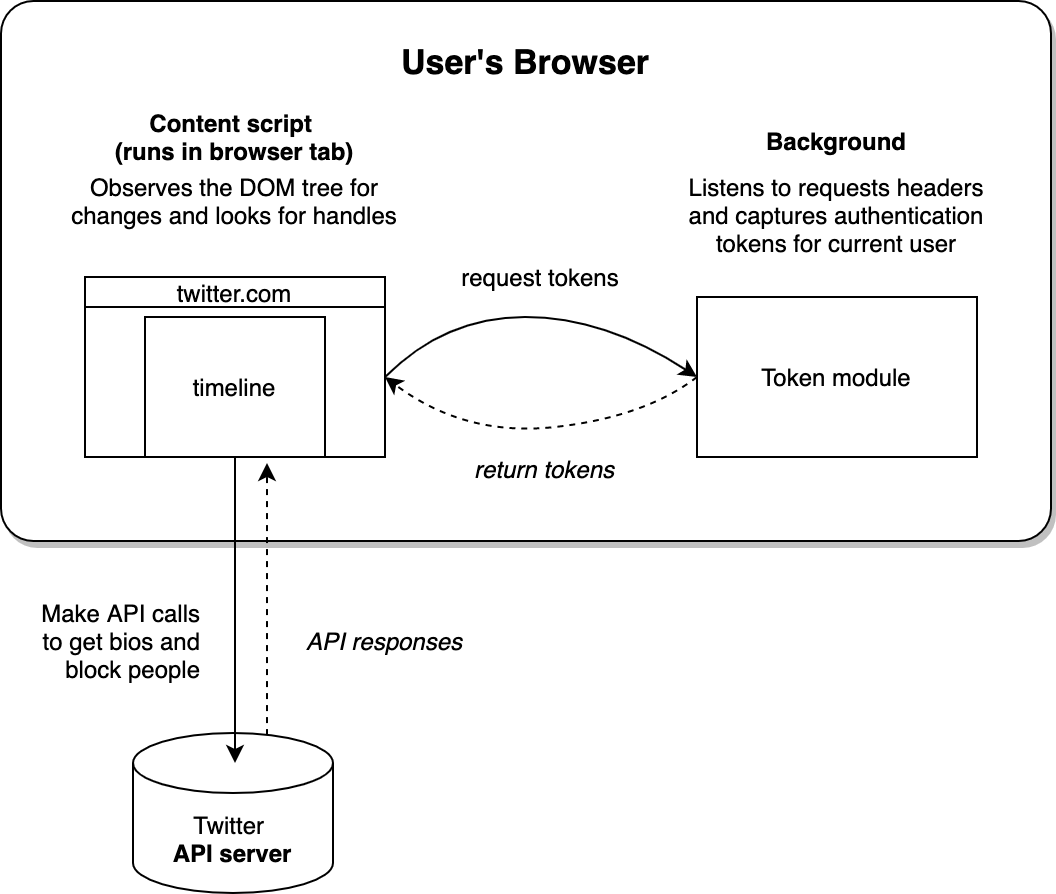 User's Browser
Content script
(runs in browser tab)
Observes the DOM tree for
changes and looks for handles
Background
Listens to requests headers
and captures authentication
tokens for current user
twitter.com
timeline
request tokens
return tokens
Token module
Make API calls
to get bios and
block people
API responses
Twitter
API server